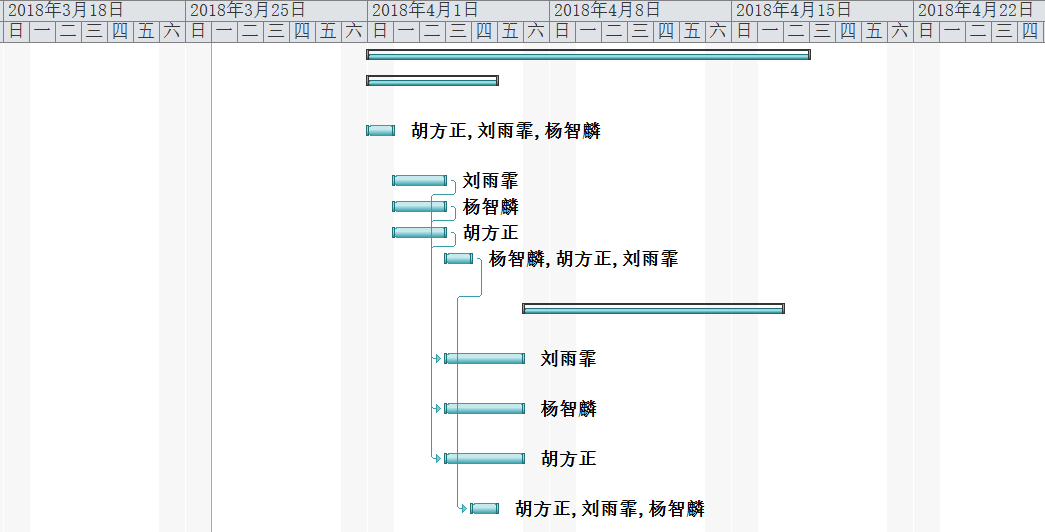 2018年3月18日 2018年3月25日 2018年4月1日 2018年4月8日 2018年4月15日 2018年4月22日
日 一 二 三 四 五 六 日 一 二 三 四 五 六 日 一 二 三 四 五 六 日 一 二 三 四 五 六 日 一 二 三 四 五 六 日 一 二 三 四
胡方正, 刘雨霏, 杨智麟
刘雨霏
杨智麟
胡方正
杨智麟, 胡方正, 刘雨霏
刘雨霏
杨智麟
胡方正
胡方正, 刘雨霏, 杨智麟